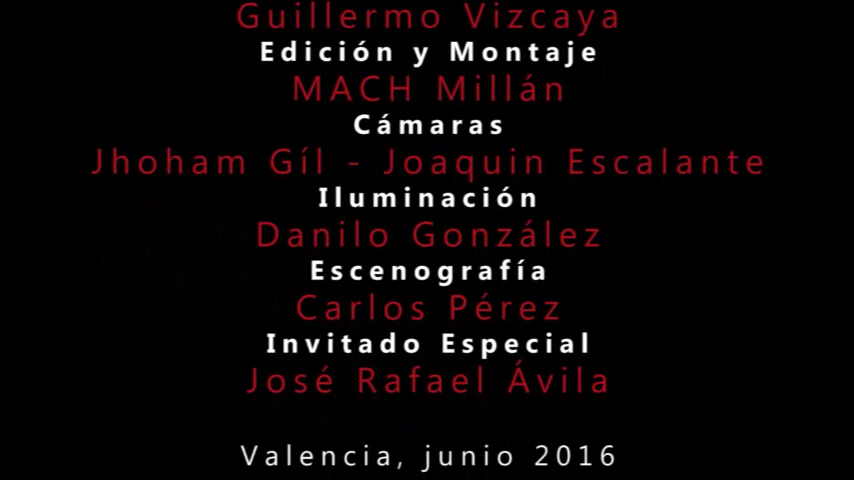 Guillermo Vizcaya
Edición y Montaje
MACH Millán
Cámaras
Jhoham Gíl - Joaquin Escalante
Iluminación
Danilo González
Escenografía
Carlos Pérez
Invitado Especial
José Rafael Ávila
Valencia, junio 2016